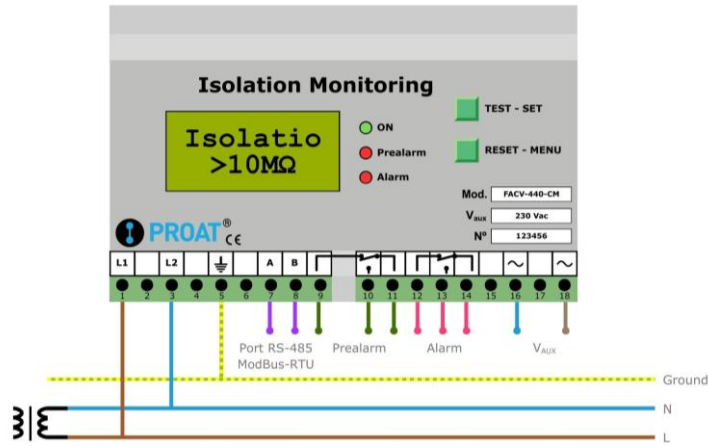 Isolation Monitoring
Isolatio
>10MΩ
ON
Prealarm
Alarm
TEST - SET
RESET - MENU
Mod. FACV-440-CM
Vaux 230 Vac
Nº 123456
PROAT® CE
L1 L2 A B
1 2 3 4 5 6 7 8 9 10 11 12 13 14 15 16 17 18
Port RS-485 Prealarm Alarm VAUX
ModBus-RTU
Ground
N
L